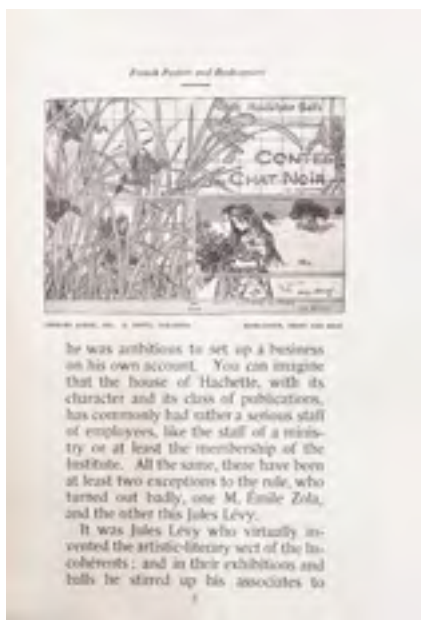 French Posters and Bookcovers
Rodolphe Salis
CONTES
CHAT NOIR
he was ambitious to set up a business
on his own account. You can imagine
that the house of Hachette, with its
character and its class of publications,
has commonly had rather a serious staff
of employees, like the staff of a minis-
try or at least the membership of the
Institute. All the same, there have been
at least two exceptions to the rule, who
turned out badly, one M. Émile Zola,
and the other this Jules Lévy.
It was Jules Lévy who virtually in-
vented the artistic-literary sect of the In-
cohérents; and in their exhibitions and
balls he stirred up his associates to